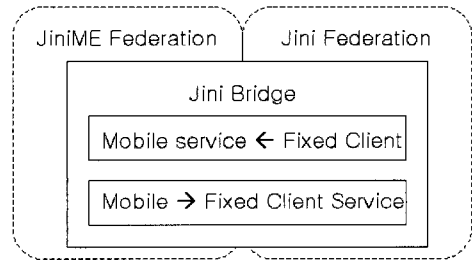 JiniME Federation
Jini Federation
Jini Bridge
Mobile service ← Fixed Client
Mobile → Fixed Client Service